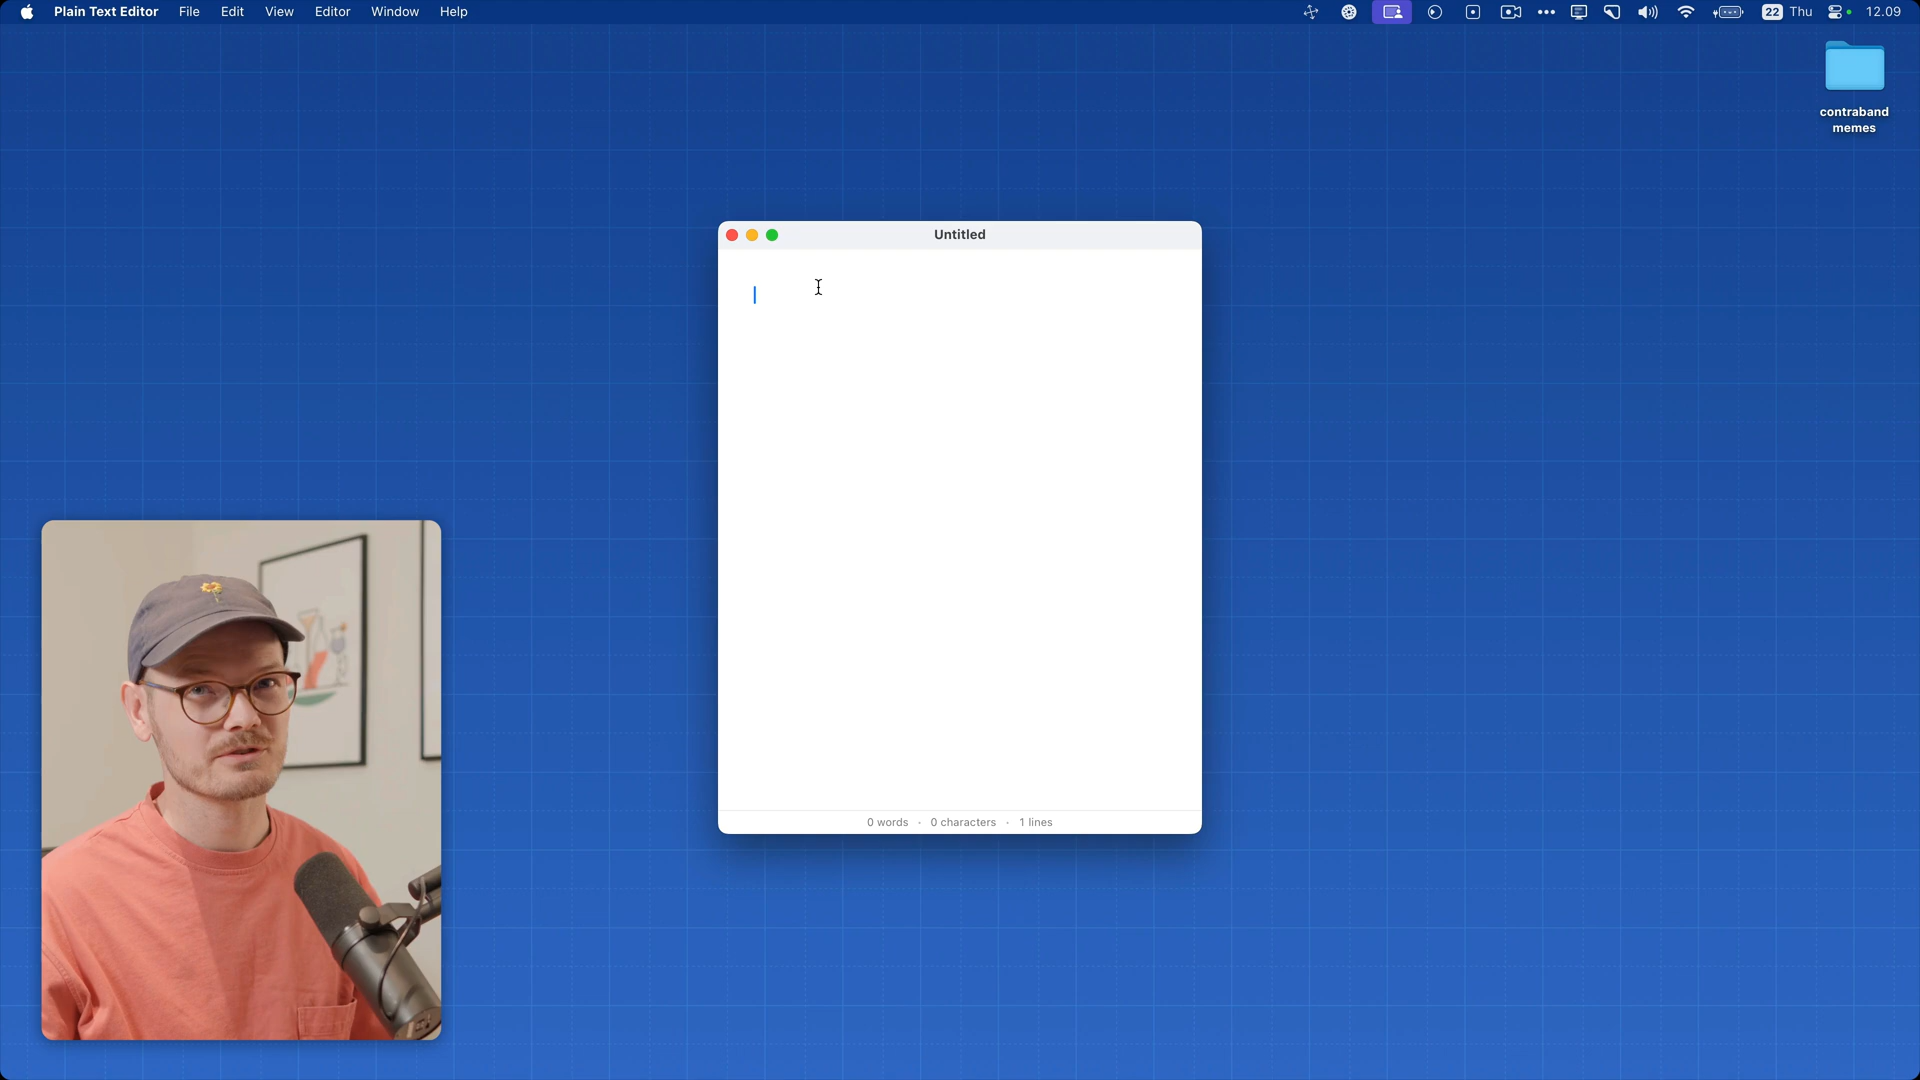 Plain Text Editor File Edit View Editor Window Help 22 Thu 12.09
contraband
memes
Untitled
0 words · 0 characters · 1 lines